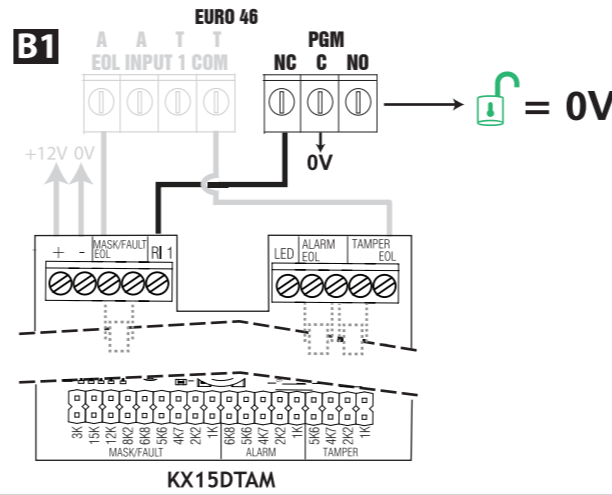 EURO 46
B1
A A T T
EOL INPUT 1 COM
PGM
NC C NO
= 0V
+12V 0V
0V
+ - MASK/FAULT EOL RI 1
LED ALARM EOL TAMPER EOL
3K 15K 12K 8K2 6K8 5K6 4K7 2K2 1K 6K8 5K6 4K7 2K2 1K 5K6 4K7 2K2 1K
MASK/FAULT ALARM TAMPER
KX15DTAM